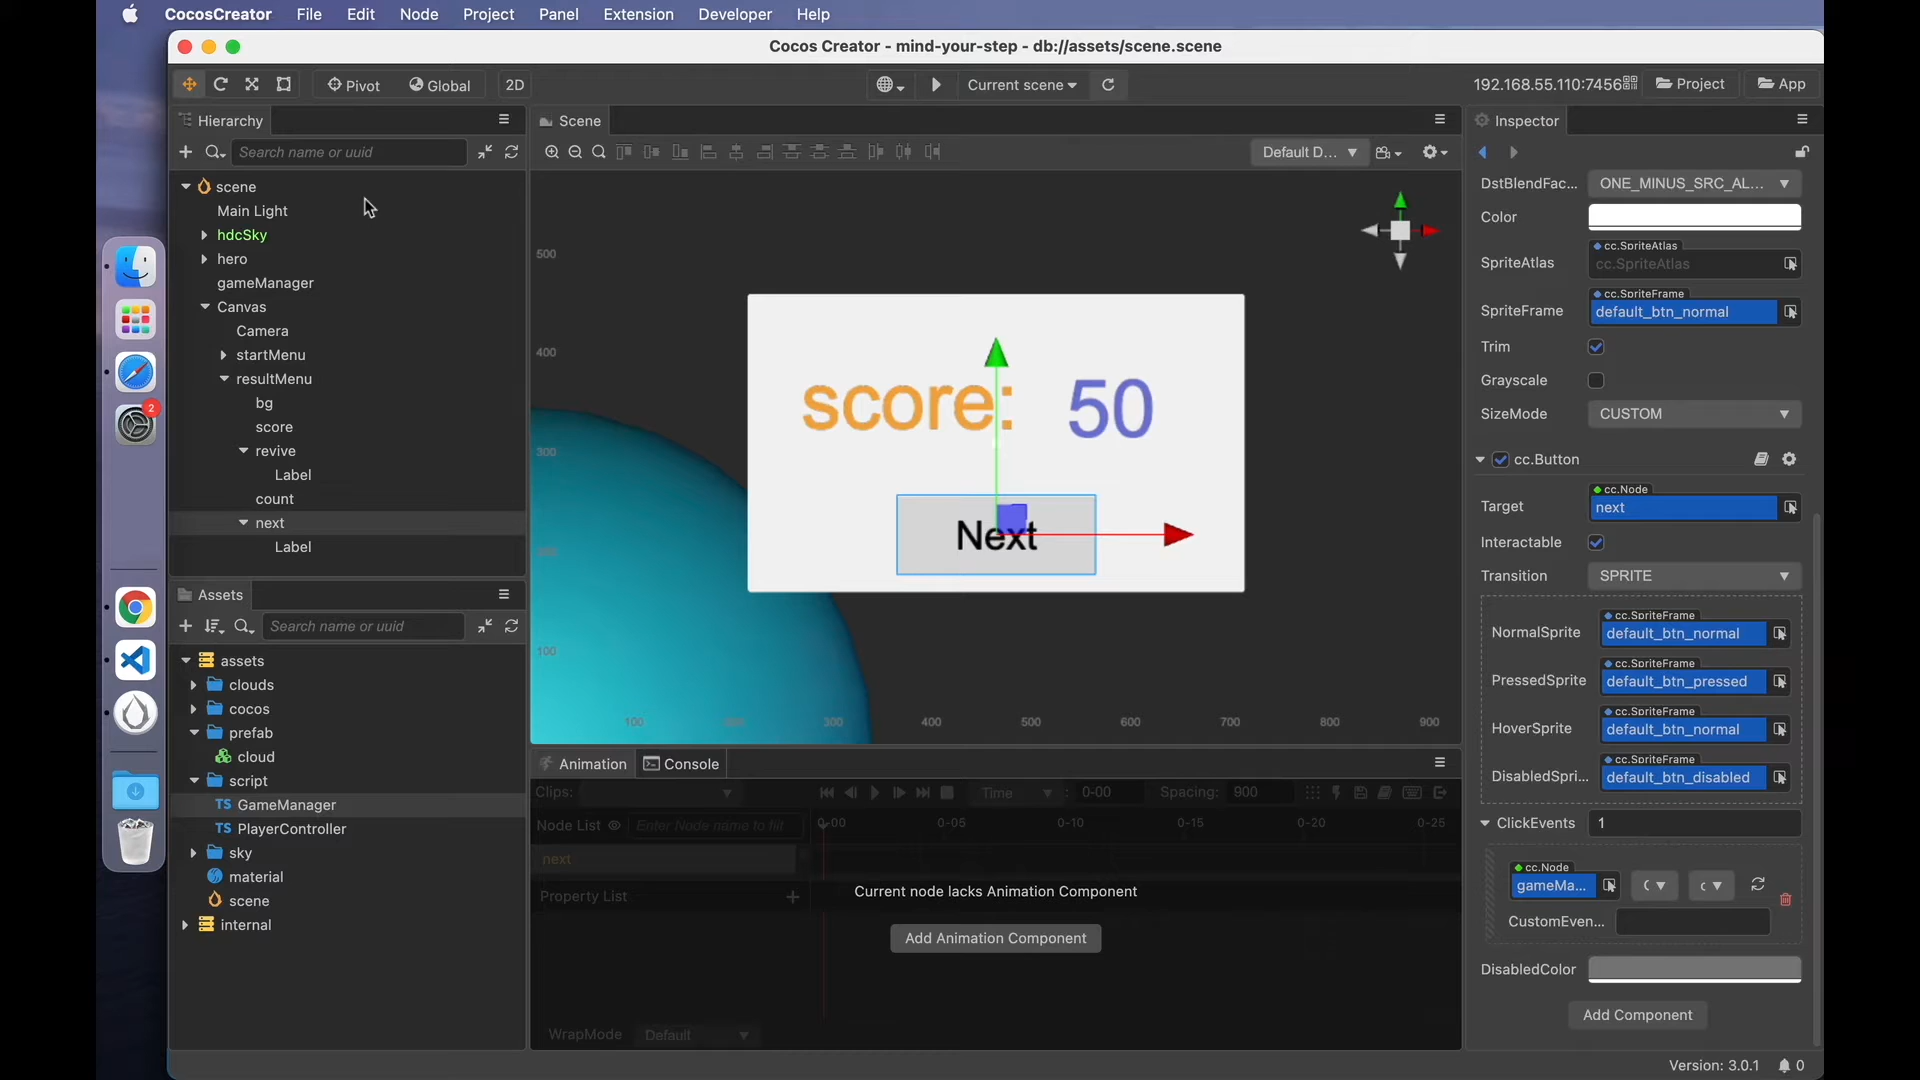 CocosCreator File Edit Node Project Panel Extension Developer Help
Cocos Creator - mind-your-step - db://assets/scene.scene
Pivot Global 2D Current scene 192.168.55.110:7456 Project App
Hierarchy
Search name or uuid
scene
Main Light
hdcSky
hero
gameManager
Canvas
Camera
startMenu
resultMenu
bg
score
revive
Label
count
next
Label
Assets
Search name or uuid
assets
clouds
cocos
prefab
cloud
script
TS GameManager
TS PlayerController
sky
material
scene
internal
2
Scene
Default D...
500
400
300
100
100
300
400
500
600
700
800
900
score: 50
Next
Animation Console
Clips: Time : 0-00 Spacing: 900
Node List Enter Node name to filt 0-00 0-05 0-10 0-15 0-20 0-25
next
Property List
Current node lacks Animation Component
Add Animation Component
WrapMode Default
Inspector
DstBlendFac... ONE_MINUS_SRC_AL...
Color
cc.SpriteAtlas
SpriteAtlas cc.SpriteAtlas
cc.SpriteFrame
SpriteFrame default_btn_normal
Trim
Grayscale
SizeMode CUSTOM
cc.Button
cc.Node
Target next
Interactable
Transition SPRITE
cc.SpriteFrame
NormalSprite default_btn_normal
cc.SpriteFrame
PressedSprite default_btn_pressed
cc.SpriteFrame
HoverSprite default_btn_normal
cc.SpriteFrame
DisabledSpri... default_btn_disabled
ClickEvents 1
cc.Node
gameMa...
CustomEven...
DisabledColor
Add Component
Version: 3.0.1 0